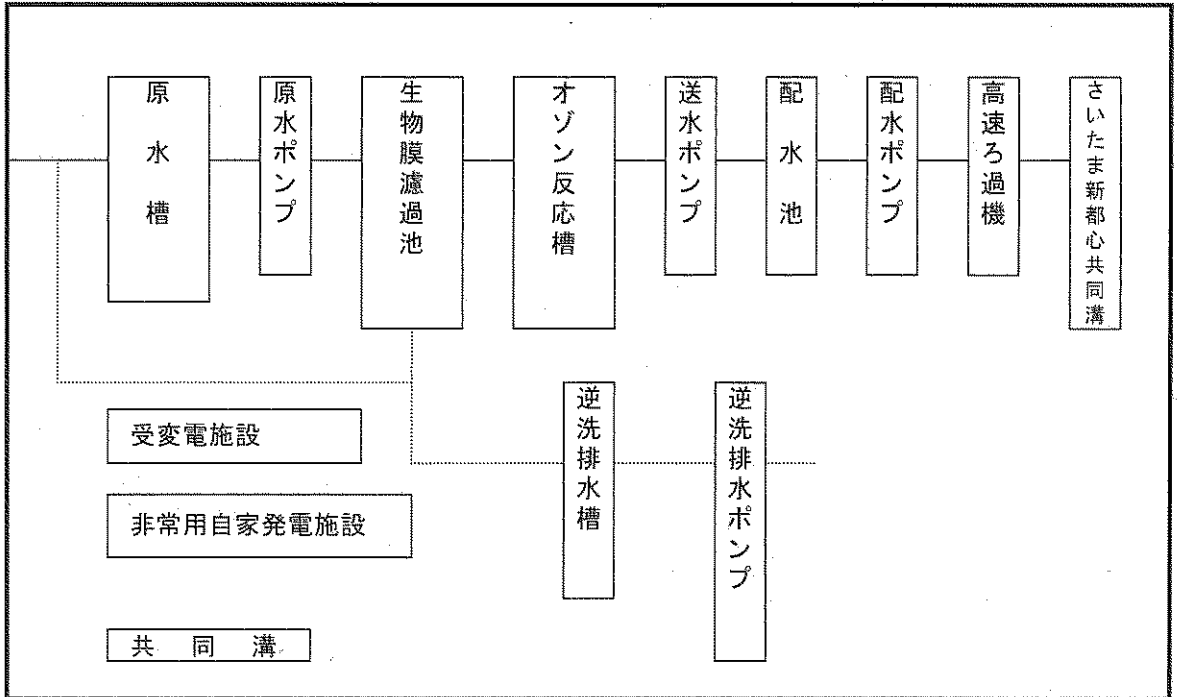 原水槽
原水ポンプ
生物膜濾過池
オゾン反応槽
送水ポンプ
配水池
配水ポンプ
高速ろ過機
さいたま新都心共同溝
逆洗排水槽
逆洗排水ポンプ
受変電施設
非常用自家発電施設
共同溝